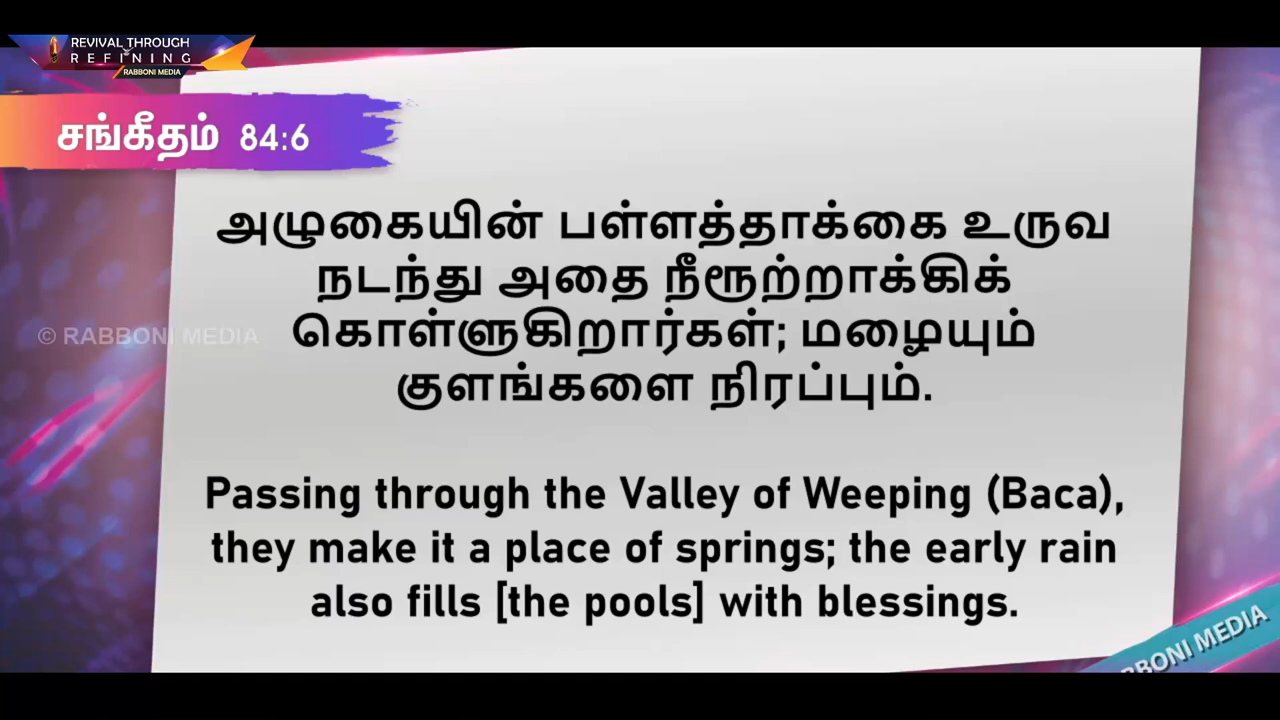 REVIVAL THROUGH
REFINING
RABBONI MEDIA
சங்கீதம் 84:6
அழுகையின் பள்ளத்தாக்கை உருவ
நடந்து அதை நீரூற்றாக்கிக்
கொள்ளுகிறார்கள்; மழையும்
குளங்களை நிரப்பும்.
© RABBONI MEDIA
Passing through the Valley of Weeping (Baca),
they make it a place of springs; the early rain
also fills [the pools] with blessings.
BBONI MEDIA